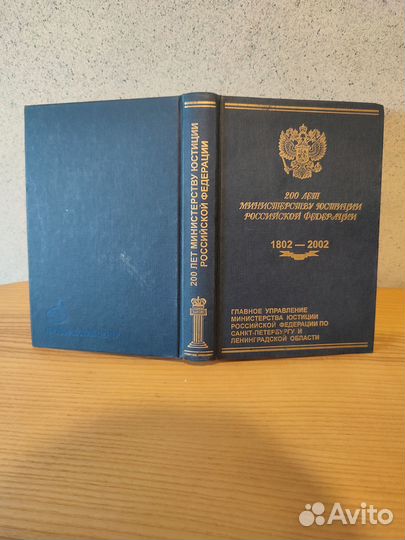 200 ЛЕТ МИНИСТЕРСТВУ ЮСТИЦИИ
РОССИЙСКОЙ ФЕДЕРАЦИИ
200 ЛЕТ
МИНИСТЕРСТВУ ЮСТИЦИИ
РОССИЙСКОЙ ФЕДЕРАЦИИ
1802 — 2002
ГЛАВНОЕ УПРАВЛЕНИЕ
МИНИСТЕРСТВА ЮСТИЦИИ
РОССИЙСКОЙ ФЕДЕРАЦИИ ПО
САНКТ-ПЕТЕРБУРГУ И
ЛЕНИНГРАДСКОЙ ОБЛАСТИ
Avito